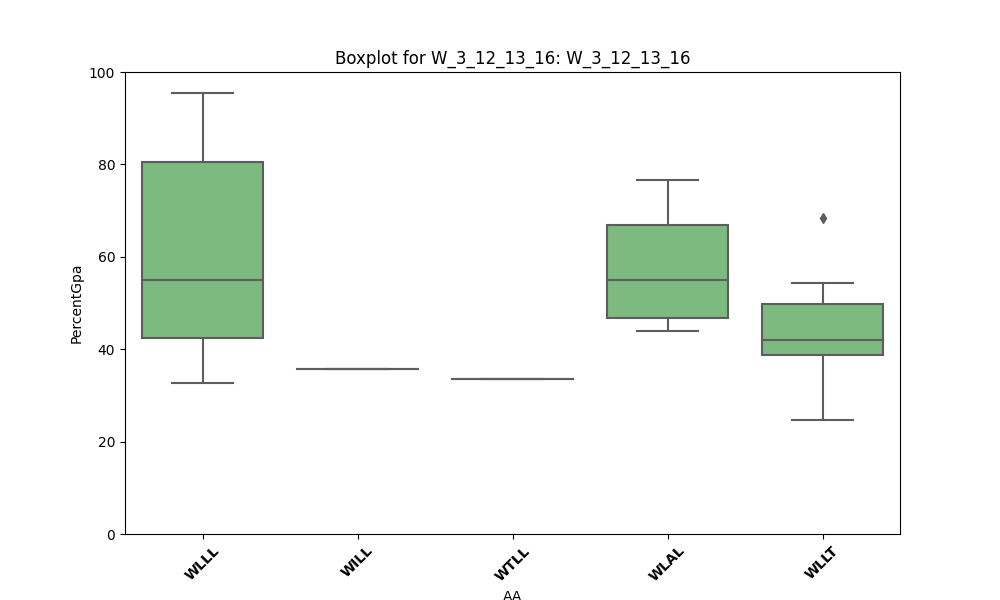 Boxplot for W_3_12_13_16: W_3_12_13_16
100
80
60
40
20
0
PercentGpa
WLLL
WILL
WTLL
WLAL
WLLT
AA